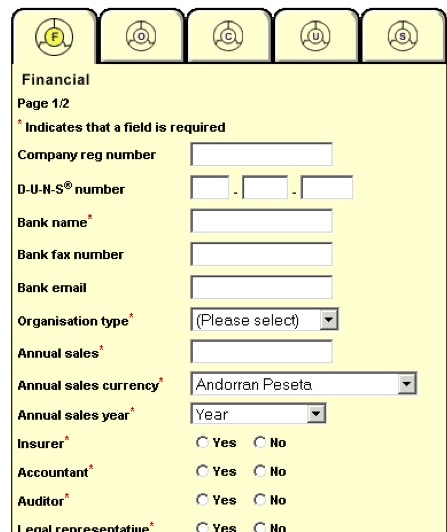 F O C U S
Financial
Page 1/2
* Indicates that a field is required
Company reg number
D-U-N-S® number - -
Bank name*
Bank fax number
Bank email
Organisation type* (Please select)
Annual sales*
Annual sales currency* Andorran Peseta
Annual sales year* Year
Insurer* Yes No
Accountant* Yes No
Auditor* Yes No
Legal representative* Yes No